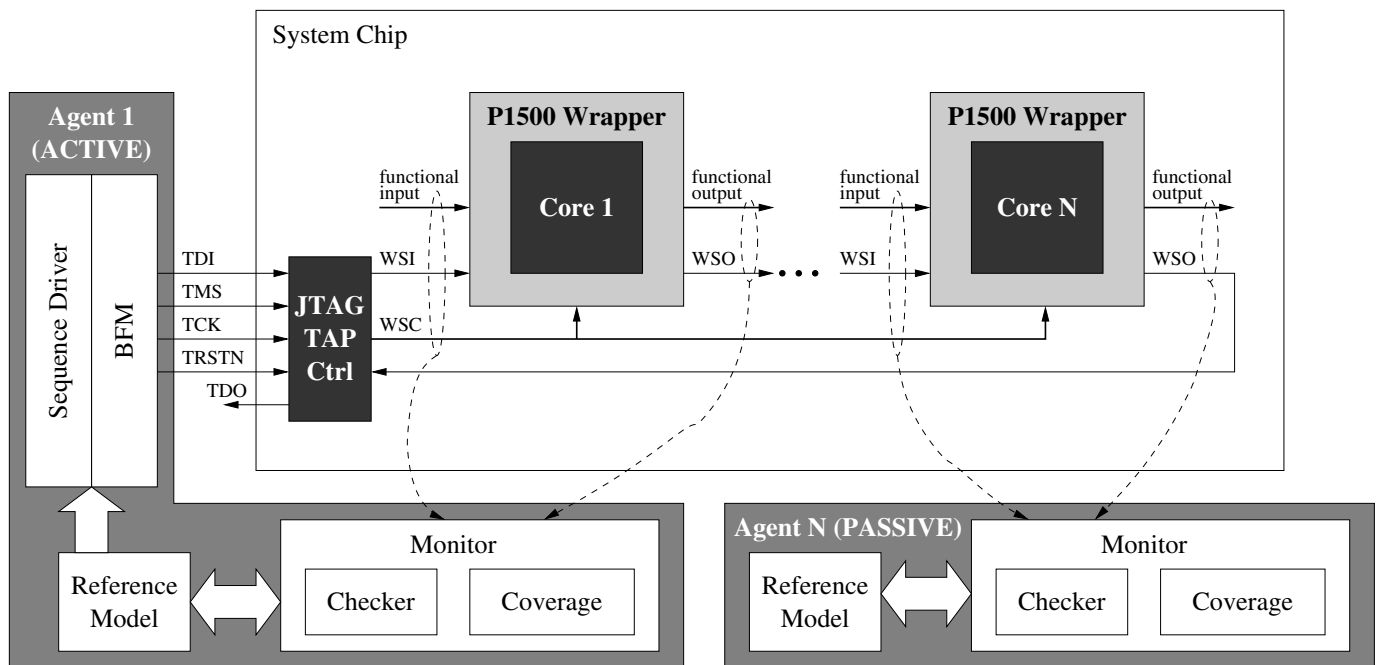 System Chip
Agent 1
(ACTIVE)
P1500 Wrapper
P1500 Wrapper
functional
input
Core 1
functional
output
functional
input
Core N
functional
output
Sequence Driver
BFM
TDI
TMS
TCK
TRSTN
TDO
JTAG
TAP
Ctrl
WSI
WSC
WSO
WSI
WSO
Monitor
Reference
Model
Checker
Coverage
Agent N (PASSIVE)
Monitor
Reference
Model
Checker
Coverage